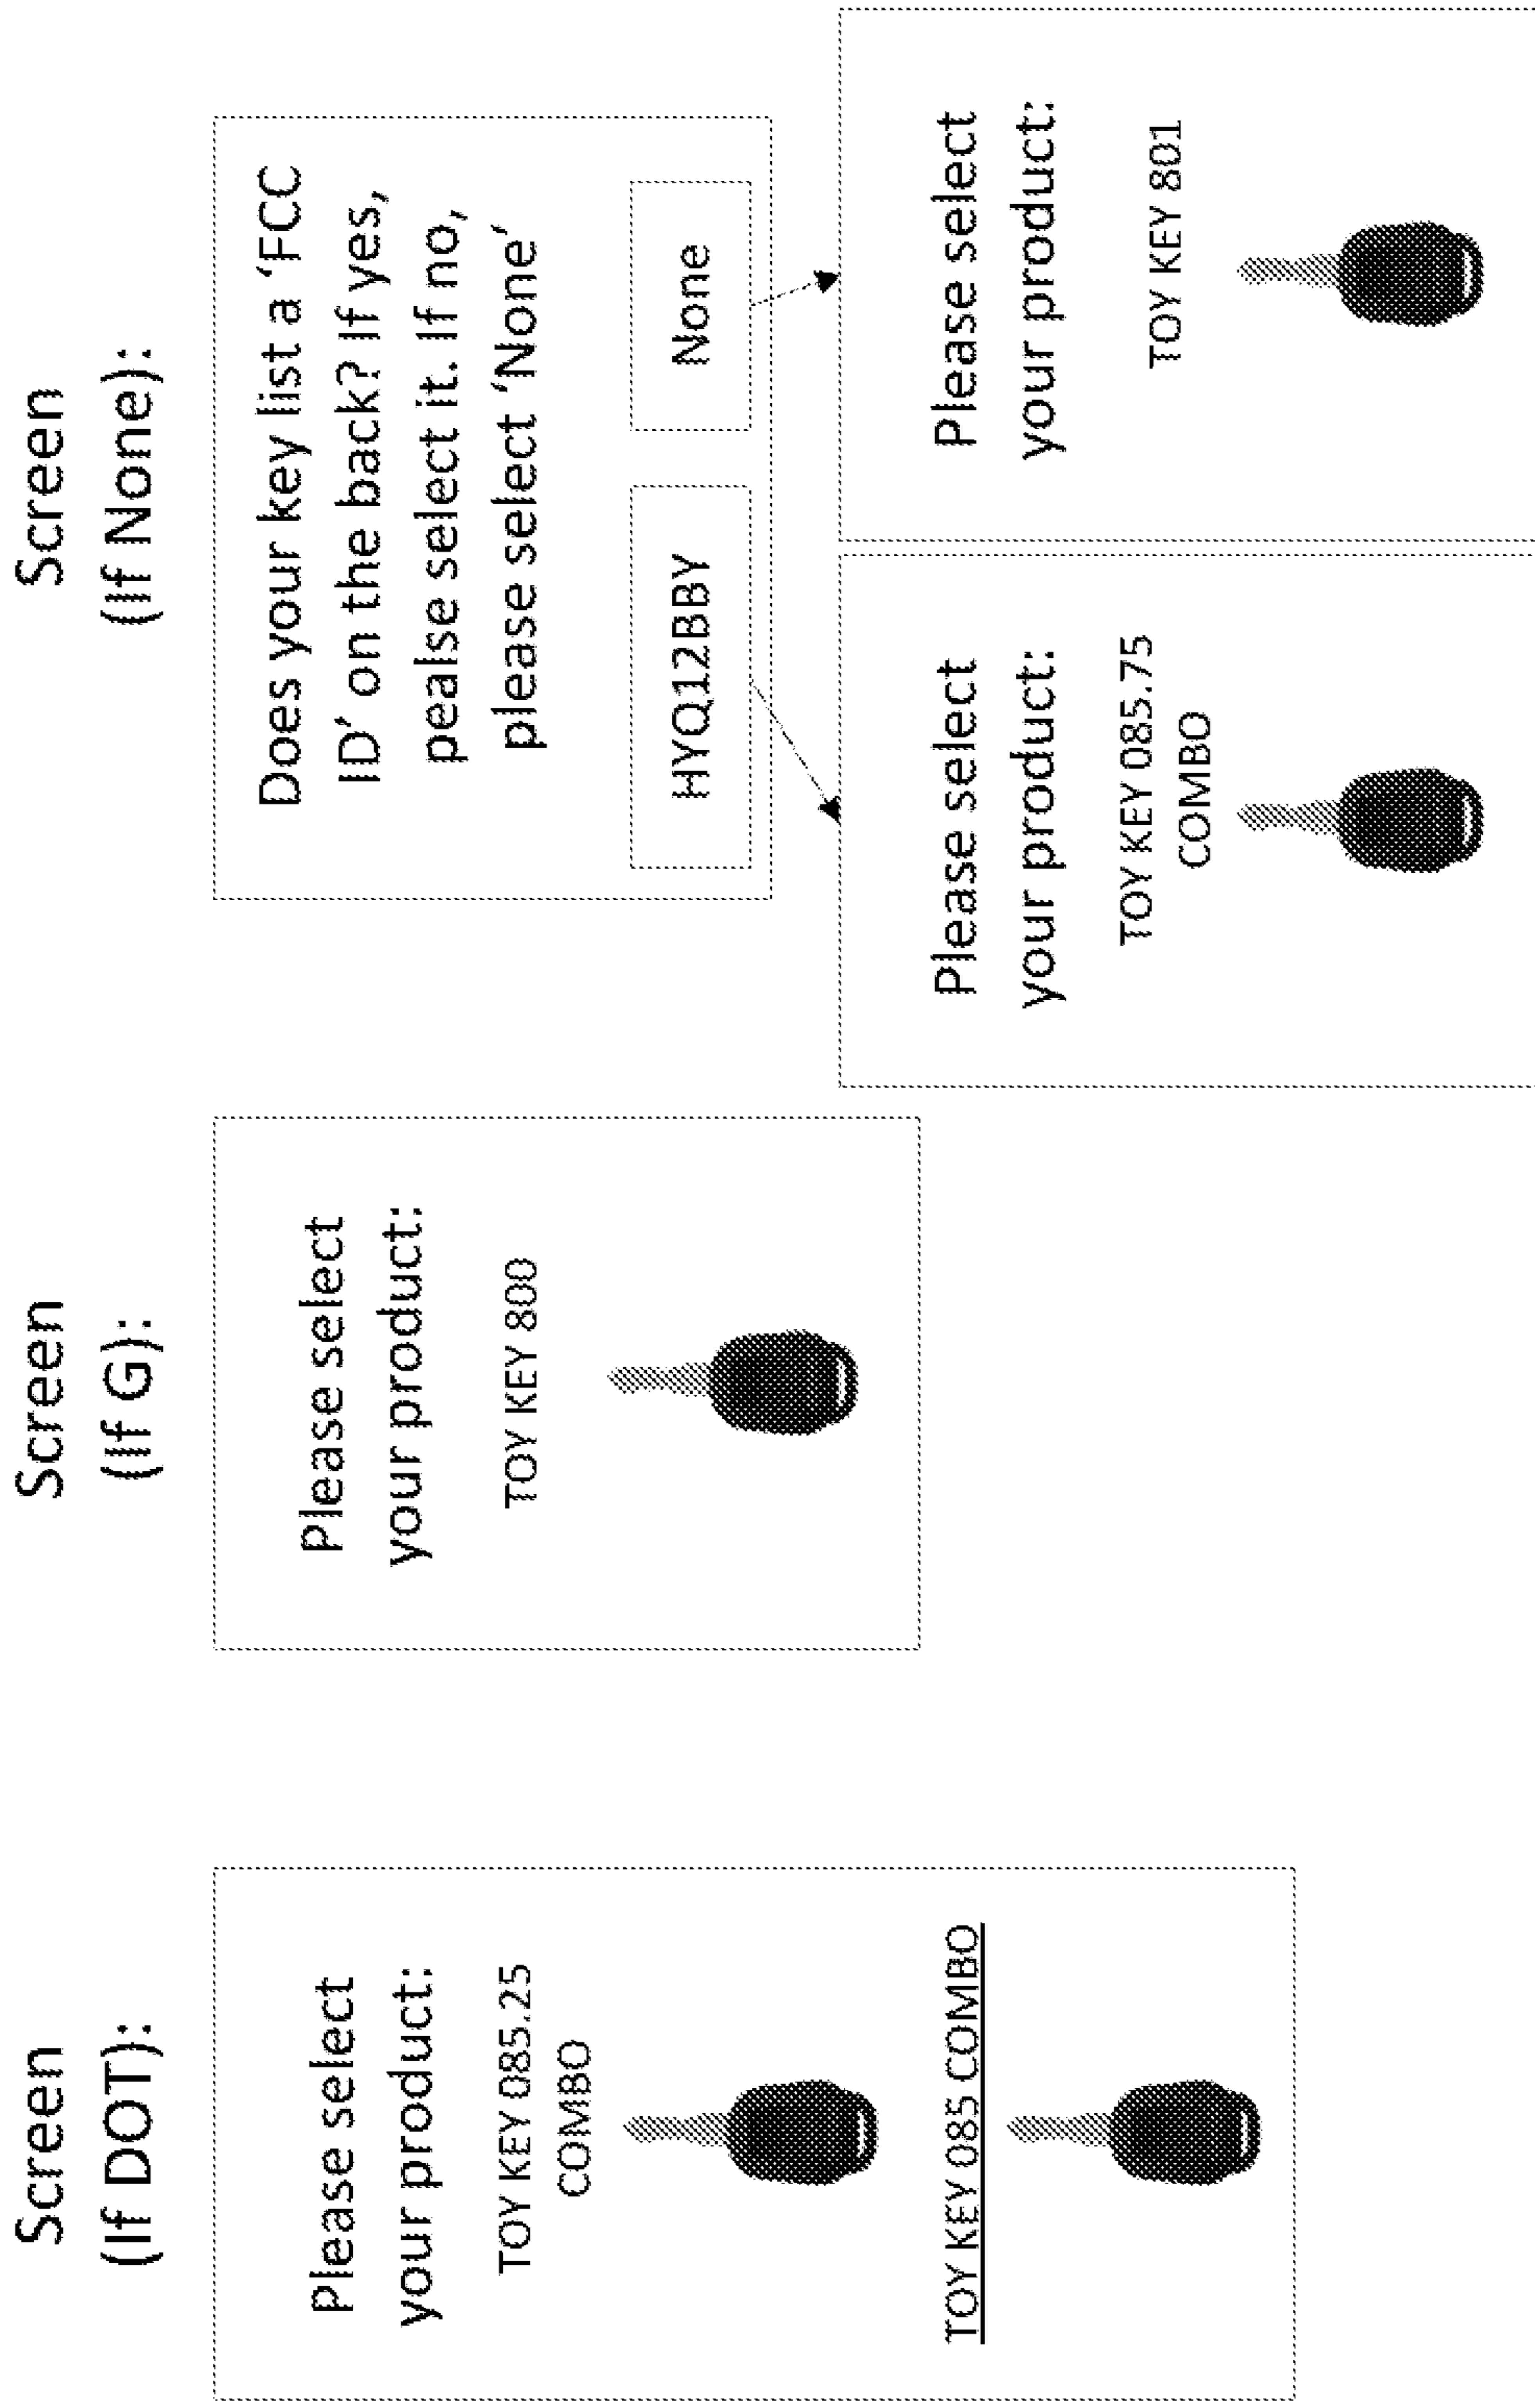 Screen
(If DOT):
Please select
your product:
TOY KEY 085.25
COMBO
TOY KEY 085 COMBO
Screen
(If G):
Please select
your product:
TOY KEY 800
Screen
(If None):
Does your key list a ‘FCC
ID’ on the back? If yes,
pealse select it. If no,
please select ‘None’
HYQ12BBY
None
Please select
your product:
TOY KEY 085.75
COMBO
Please select
your product:
TOY KEY 801